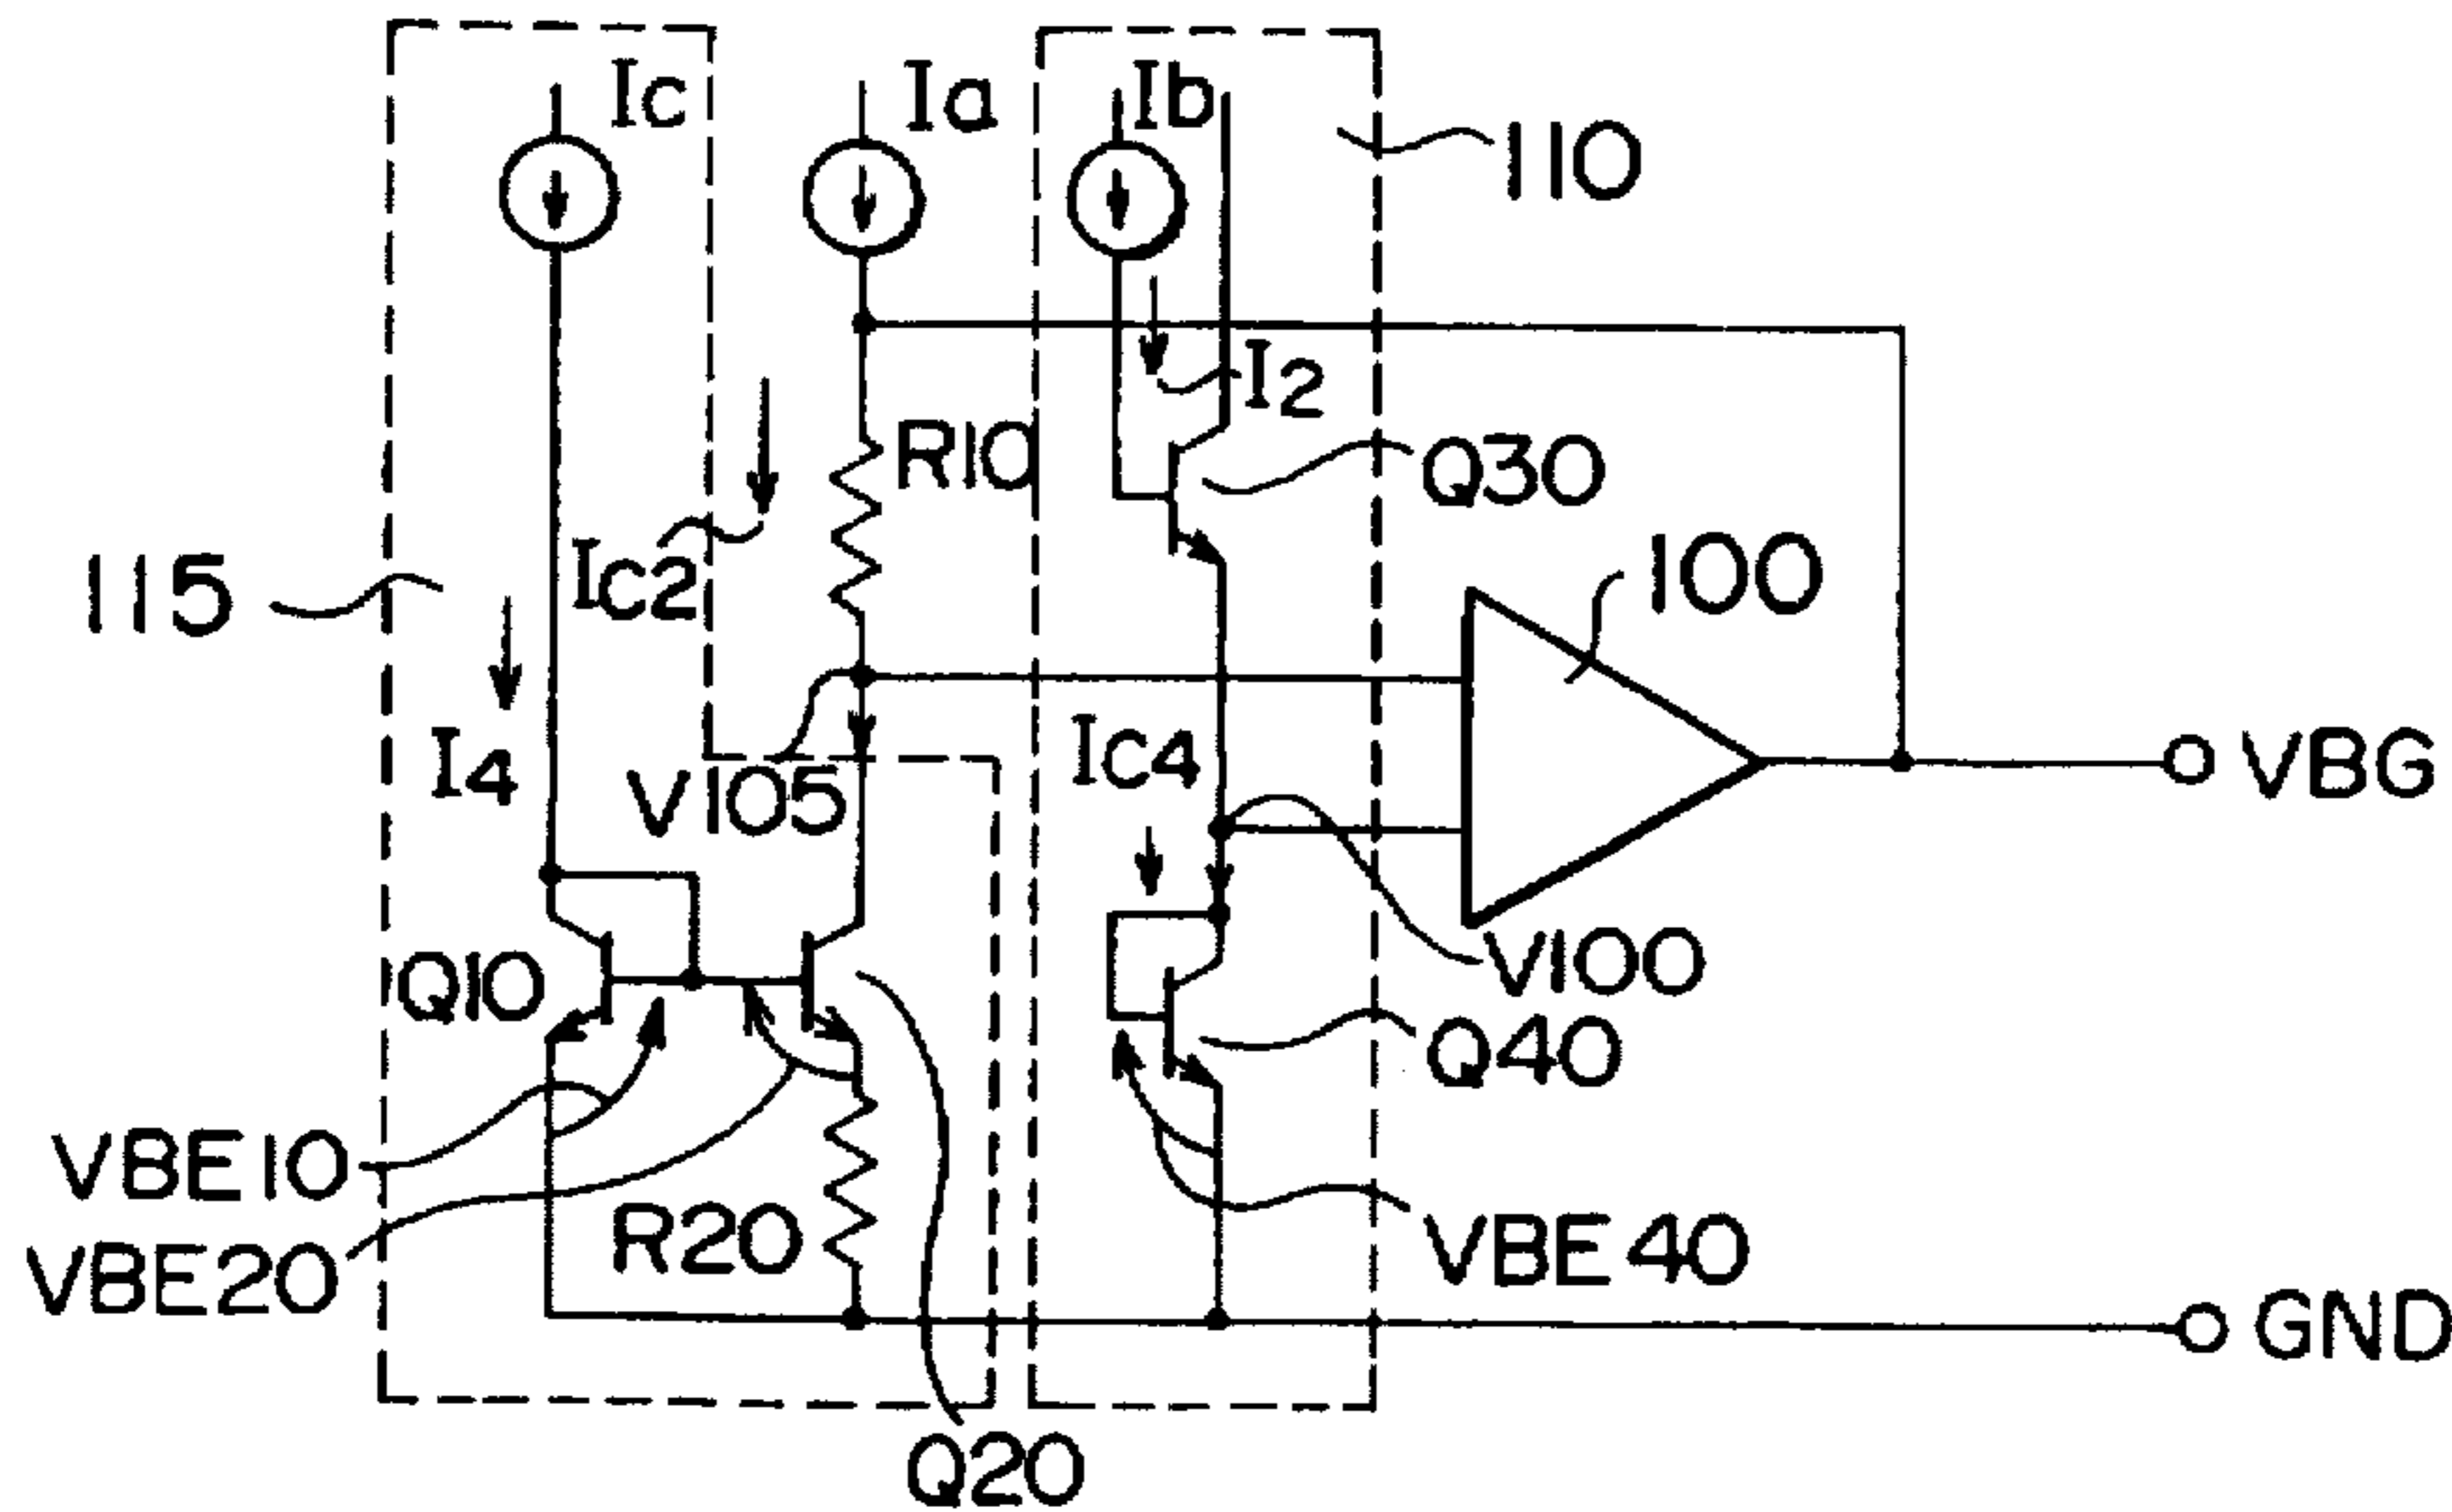 Ic
Ia
Ib
110
I2
R10
Q30
100
115
Ic2
I4
V105
Ic4
VBG
Q10
V100
Q40
VBE10
R20
VBE40
VBE20
GND
Q20